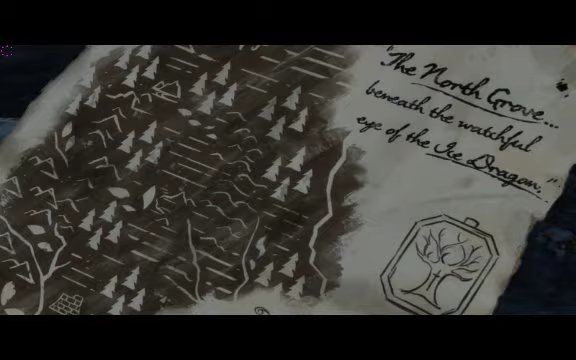 "The North Grove...
beneath the watchful
eye of the Ice Dragon."